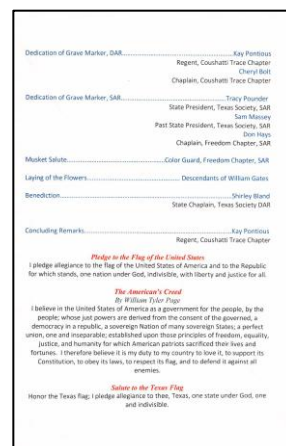 Dedication of Grave Marker, DAR....................Kay Pontious
Regent, Coushatti Trace Chapter
Cheryl Bolt
Chaplain, Coushatti Trace Chapter
Dedication of Grave Marker, SAR....................Tracy Pounder
State President, Texas Society, SAR
Sam Massey
Past State President, Texas Society, SAR
Don Hays
Chaplain, Freedom Chapter, SAR
Musket Salute....................Color Guard, Freedom Chapter, SAR
Laying of the Flowers.................... Descendants of William Gates
Benediction....................Shirley Bland
State Chaplain, Texas Society DAR
Concluding Remarks....................Kay Pontious
Regent, Coushatti Trace Chapter
Pledge to the Flag of the United States
I pledge allegiance to the flag of the United States of America and to the Republic
for which stands, one nation under God, indivisible, with liberty and justice for all.
The American's Creed
By William Tyler Page
I believe in the United States of America as a government for the people, by the
people; whose just powers are derived from the consent of the governed, a
democracy in a republic, a sovereign Nation of many sovereign States; a perfect
union, one and inseparable; established upon those principles of freedom, equality,
justice, and humanity for which American patriots sacrificed their lives and
fortunes. I therefore believe it is my duty to my country to love it, to support its
Constitution, to obey its laws, to respect its flag, and to defend it against all
enemies.
Salute to the Texas Flag
Honor the Texas flag; I pledge allegiance to thee, Texas, one state under God, one
and indivisible.